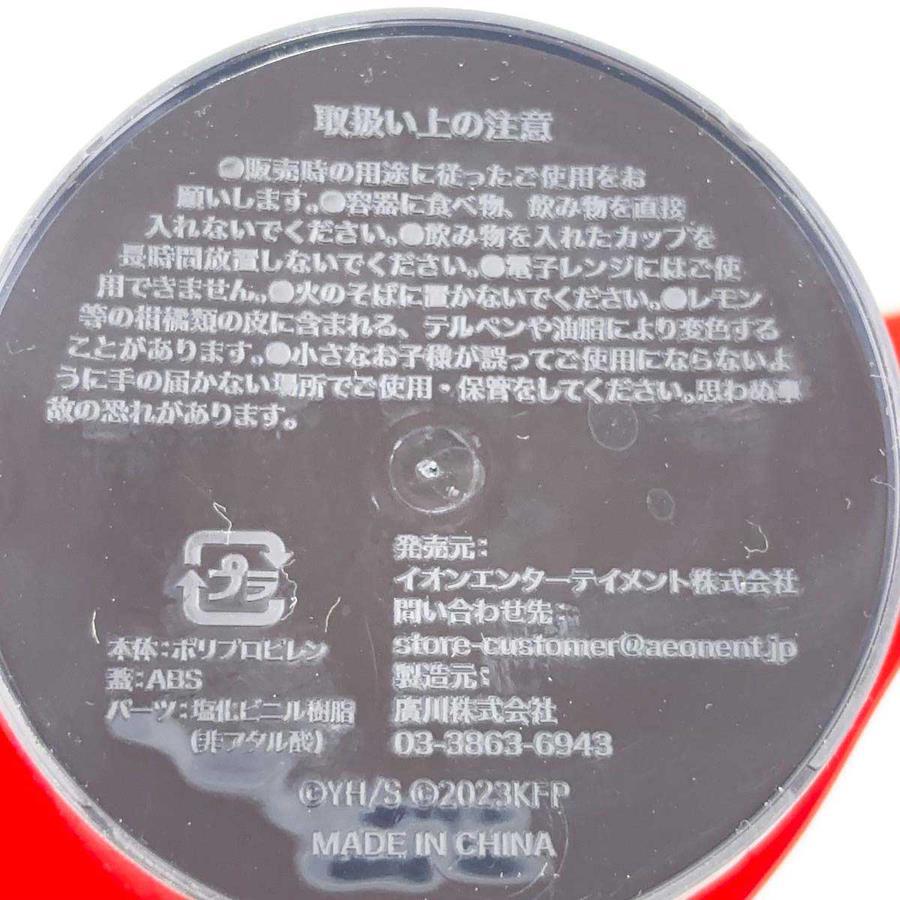 取扱い上の注意
●販売時の用途に従ったご使用をお
願いします。●容器に食べ物、飲み物を直接
入れないでください。●飲み物を入れたカップを
長時間放置しないでください。●電子レンジにはご使
用できません。●火のそばに置かないでください。●レモン
等の柑橘類の皮に含まれる、テルペンや油脂により変色する
ことがあります。●小さなお子様が誤ってご使用にならないよ
うに手の届かない場所でご使用・保管をしてください。思わぬ事
故の恐れがあります。
プラ
本体:ポリプロピレン
蓋:ABS
パーツ:塩化ビニル樹脂
(非フタル酸)
発売元:
イオンエンターテイメント株式会社
問い合わせ先:
store-customer@aeonent.jp
製造元:
廣川株式会社
03-3863-6943
©YH/S ©2023KFP
MADE IN CHINA